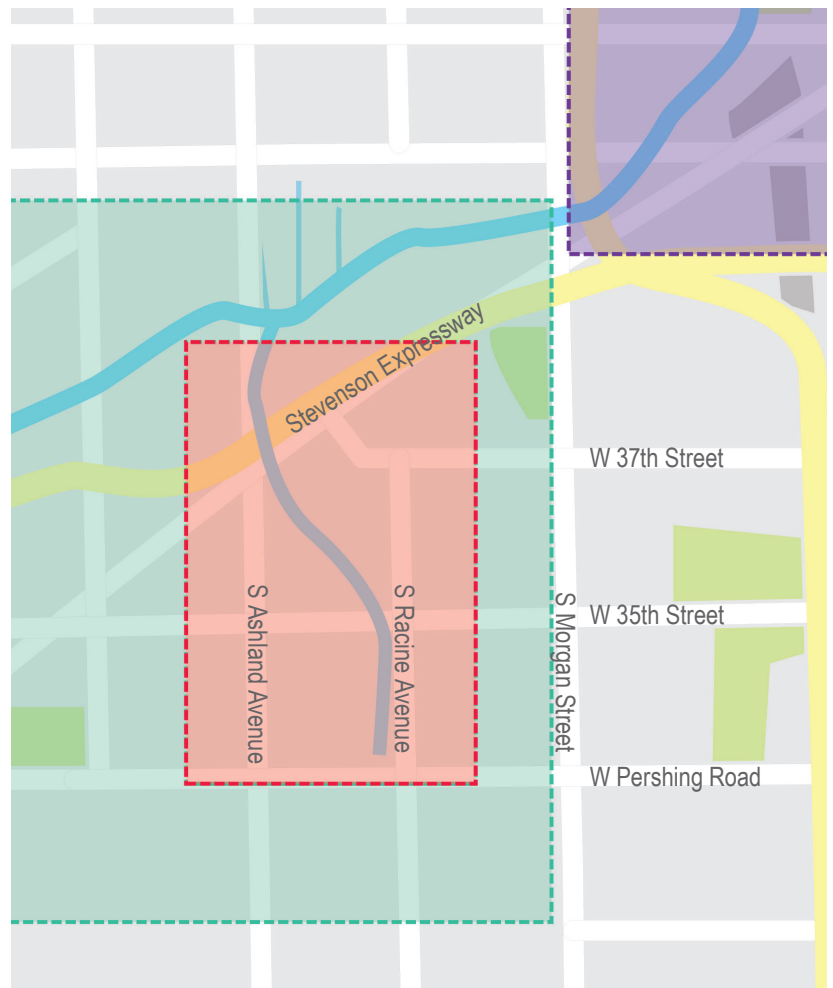 Stevenson Expressway
W 37th Street
S Ashland Avenue
S Racine Avenue
S Morgan Street
W 35th Street
W Pershing Road